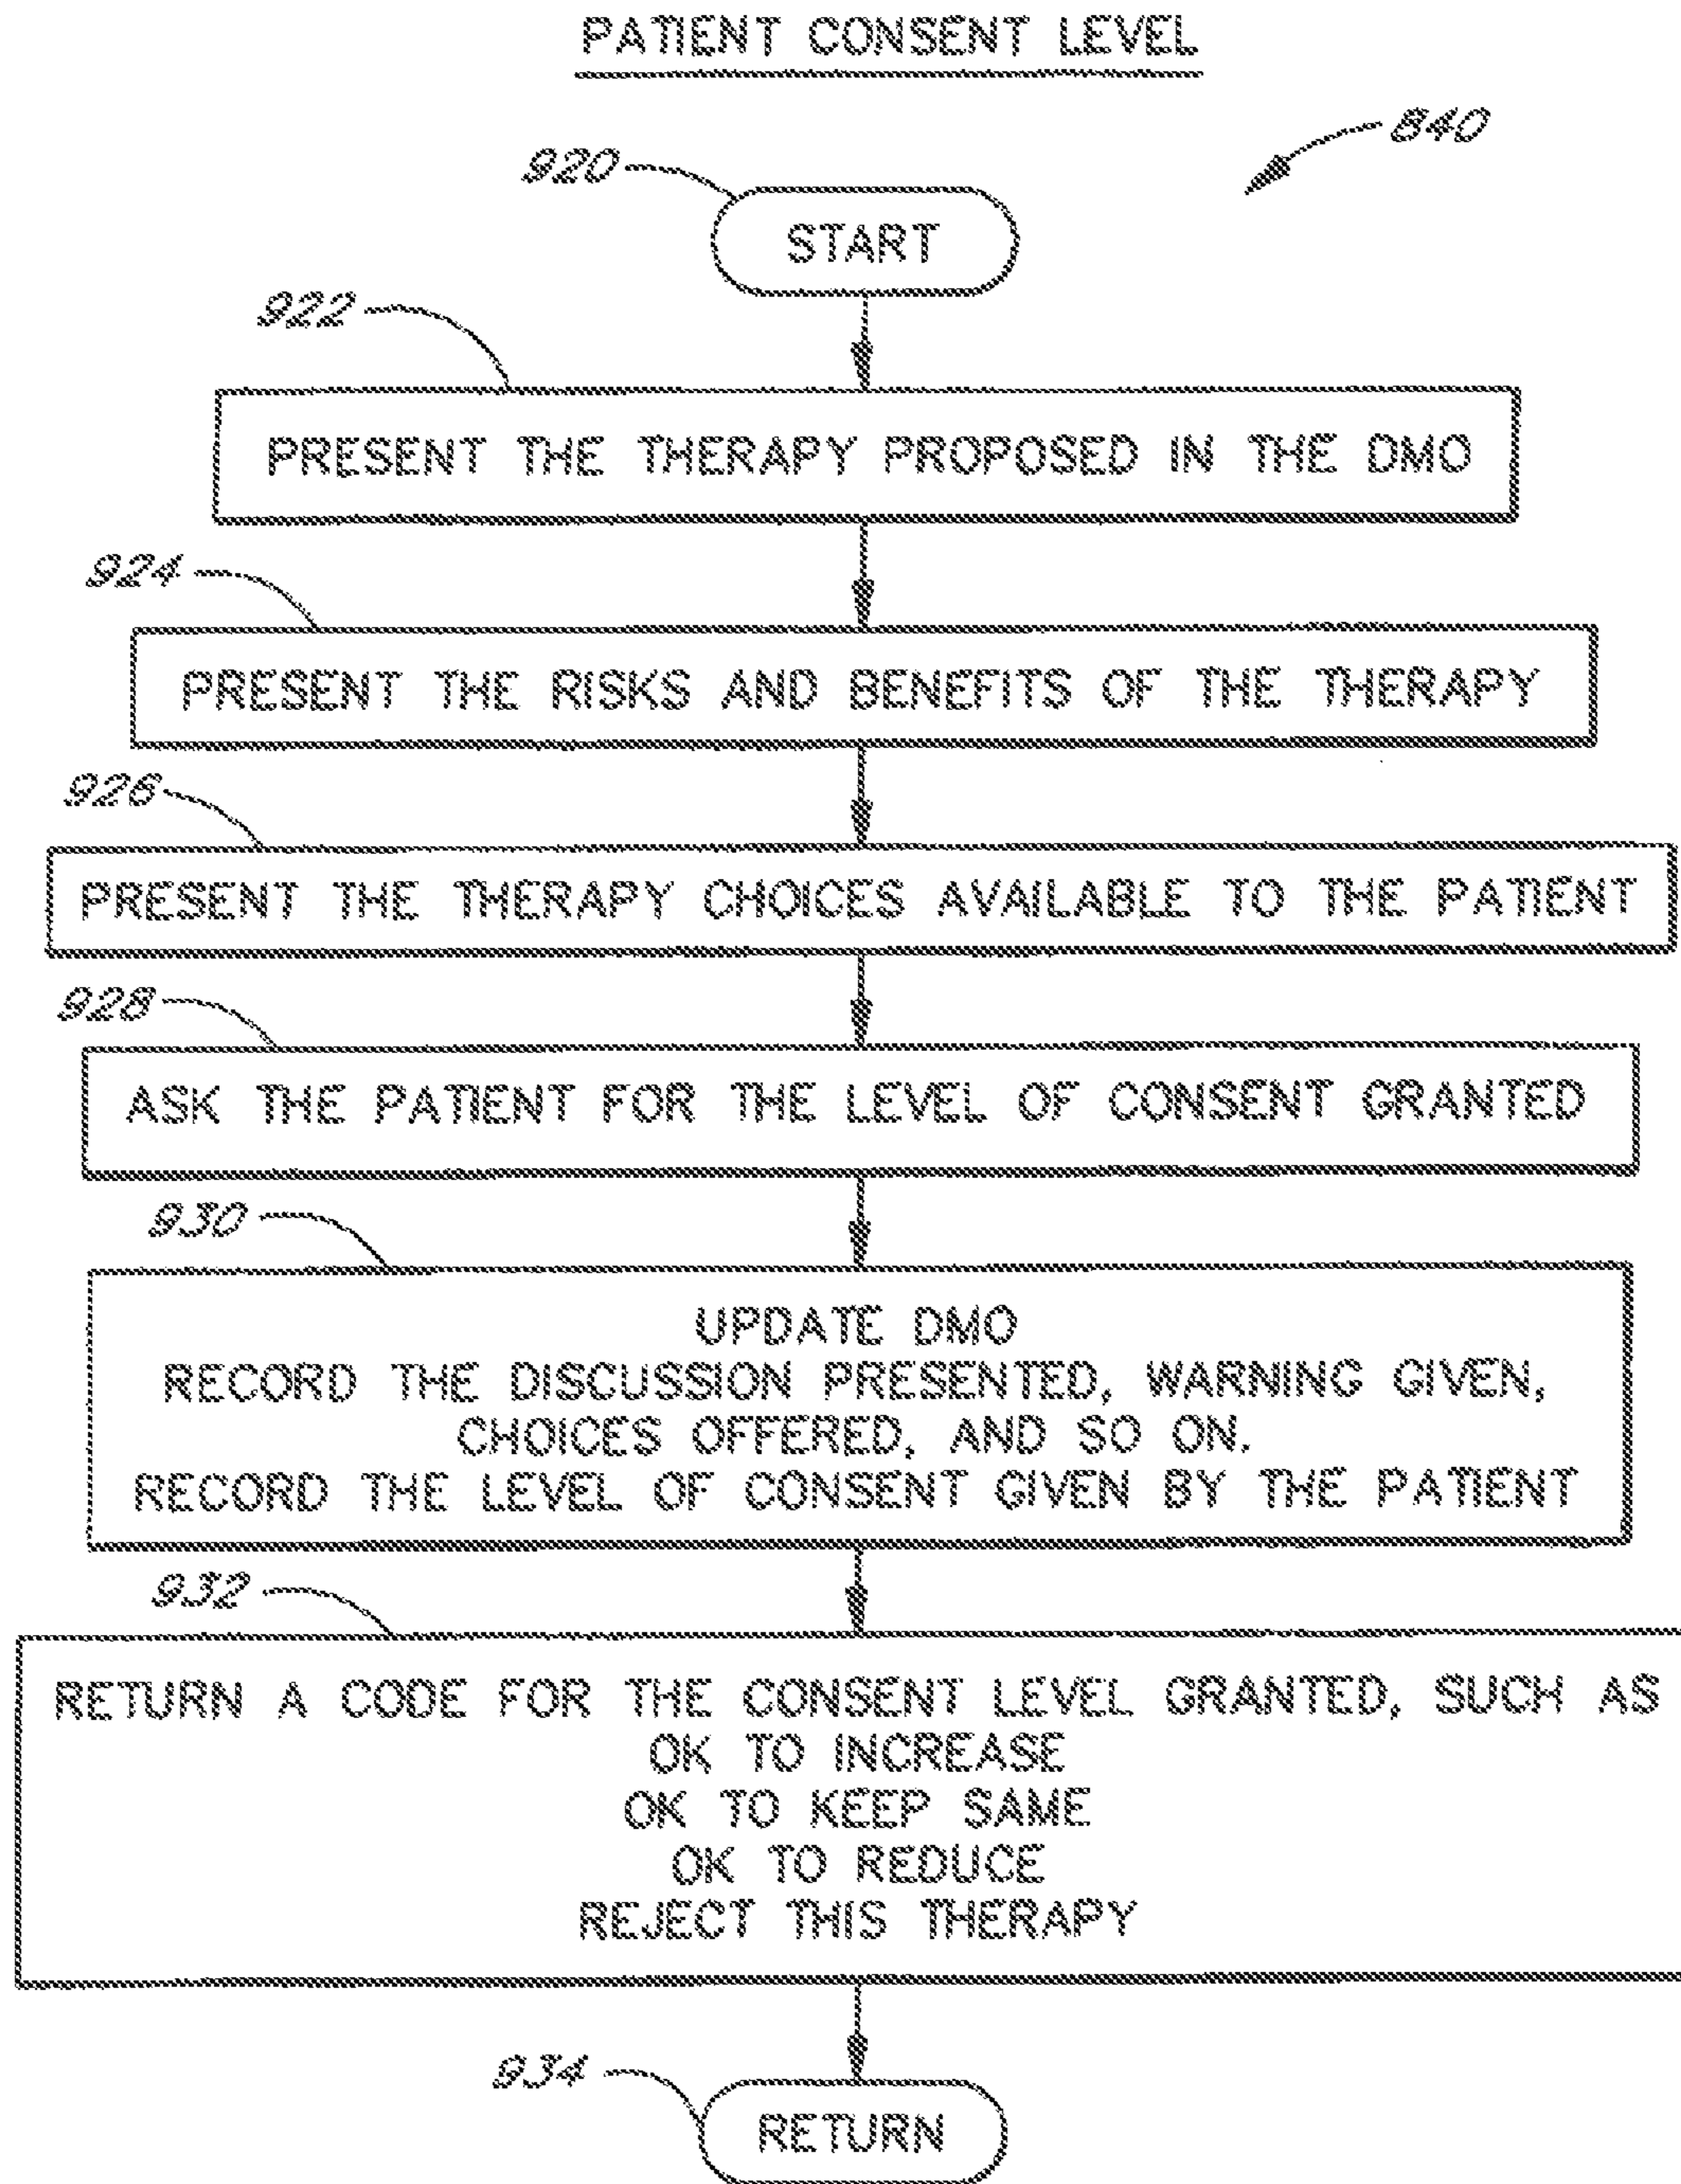 PATIENT CONSENT LEVEL
840
920
START
922
PRESENT THE THERAPY PROPOSED IN THE DMO
924
PRESENT THE RISKS AND BENEFITS OF THE THERAPY
926
PRESENT THE THERAPY CHOICES AVAILABLE TO THE PATIENT
928
ASK THE PATIENT FOR THE LEVEL OF CONSENT GRANTED
930
UPDATE DMO
RECORD THE DISCUSSION PRESENTED, WARNING GIVEN,
CHOICES OFFERED, AND SO ON.
RECORD THE LEVEL OF CONSENT GIVEN BY THE PATIENT
932
RETURN A CODE FOR THE CONSENT LEVEL GRANTED, SUCH AS
OK TO INCREASE
OK TO KEEP SAME
OK TO REDUCE
REJECT THIS THERAPY
934
RETURN